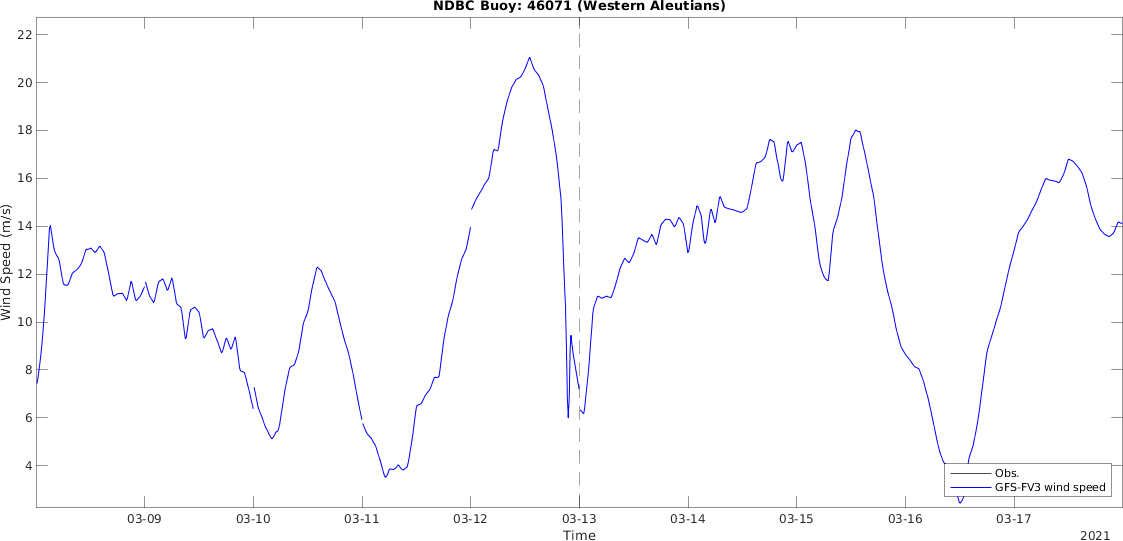 NDBC Buoy: 46071 (Western Aleutians)
22
20
18
16
14
12
10
8
6
4
Wind Speed (m/s)
Obs.
GFS-FV3 wind speed
03-09 03-10 03-11 03-12 03-13 03-14 03-15 03-16 03-17
Time
2021